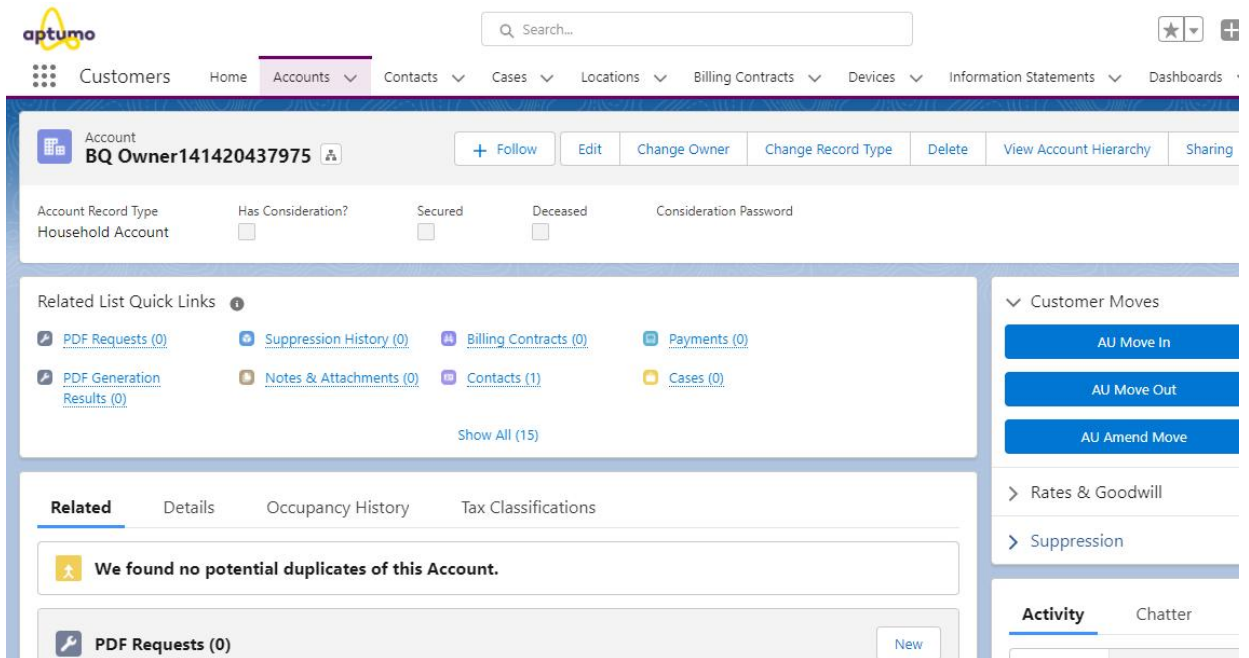 aptumo
Search...
Customers Home Accounts Contacts Cases Locations Billing Contracts Devices Information Statements Dashboards
Account
BQ Owner141420437975
+ Follow Edit Change Owner Change Record Type Delete View Account Hierarchy Sharing
Account Record Type Has Consideration? Secured Deceased Consideration Password
Household Account
Related List Quick Links
PDF Requests (0) Suppression History (0) Billing Contracts (0) Payments (0)
PDF Generation Results (0) Notes & Attachments (0) Contacts (1) Cases (0)
Show All (15)
Customer Moves
AU Move In
AU Move Out
AU Amend Move
Rates & Goodwill
Suppression
Related Details Occupancy History Tax Classifications
We found no potential duplicates of this Account.
PDF Requests (0) New
Activity Chatter